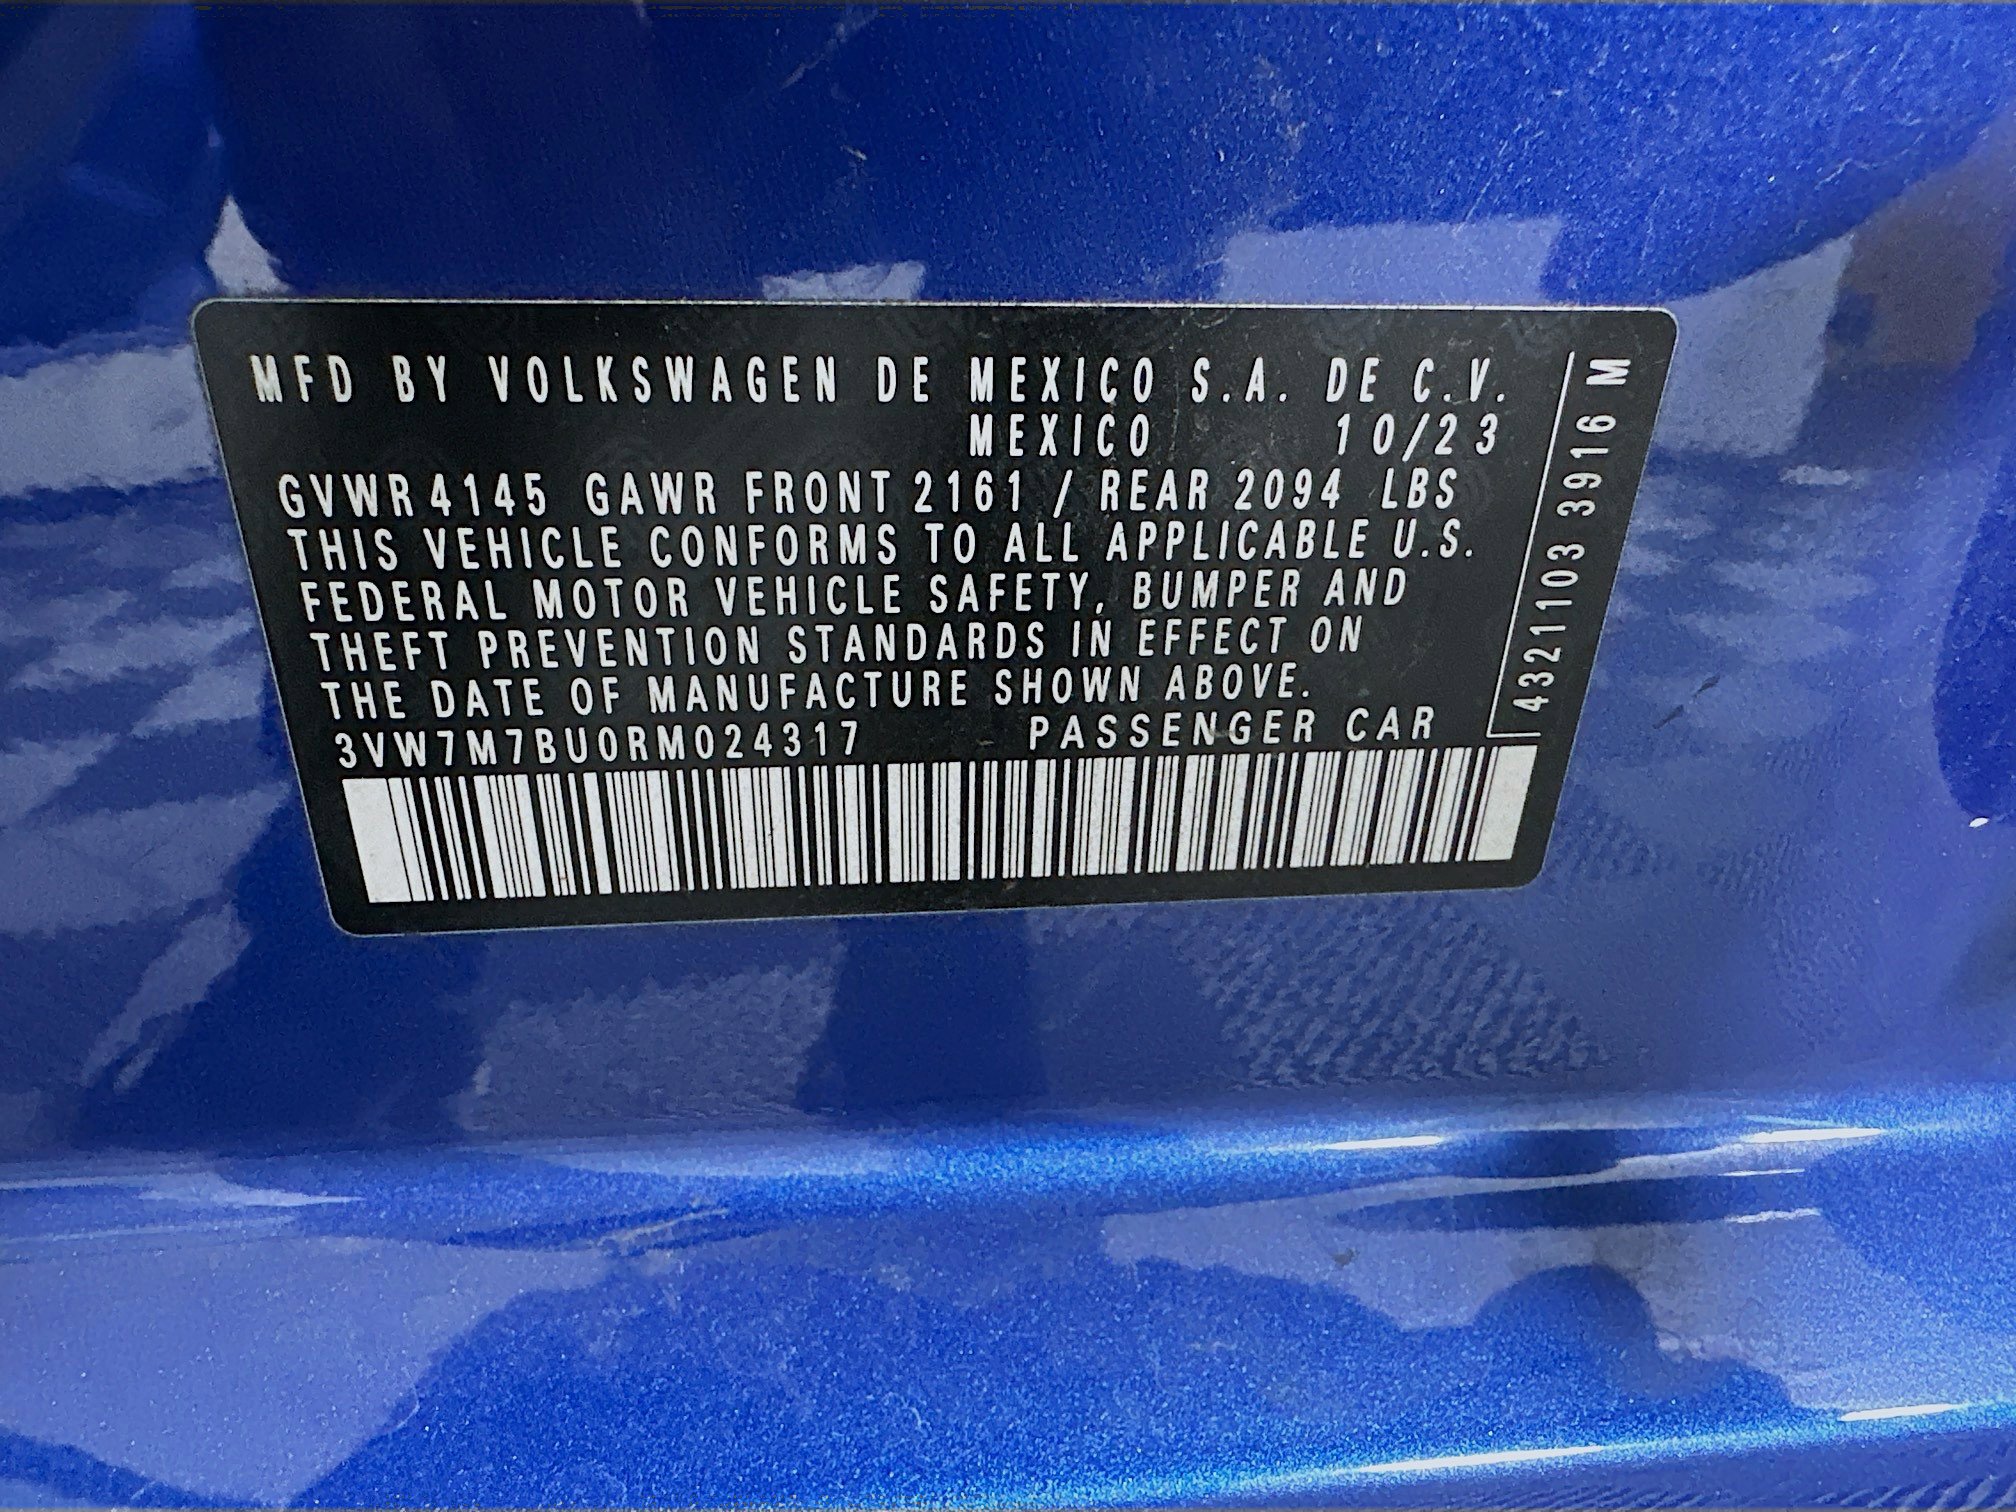 MFD BY VOLKSWAGEN DE MEXICO S.A. DE C.V.
MEXICO 10/23
GVWR 4145 GAWR FRONT 2161 / REAR 2094 LBS
THIS VEHICLE CONFORMS TO ALL APPLICABLE U.S.
FEDERAL MOTOR VEHICLE SAFETY, BUMPER AND
THEFT PREVENTION STANDARDS IN EFFECT ON
THE DATE OF MANUFACTURE SHOWN ABOVE.
3VW7M7BU0RM024317 PASSENGER CAR
4321103 3916 M